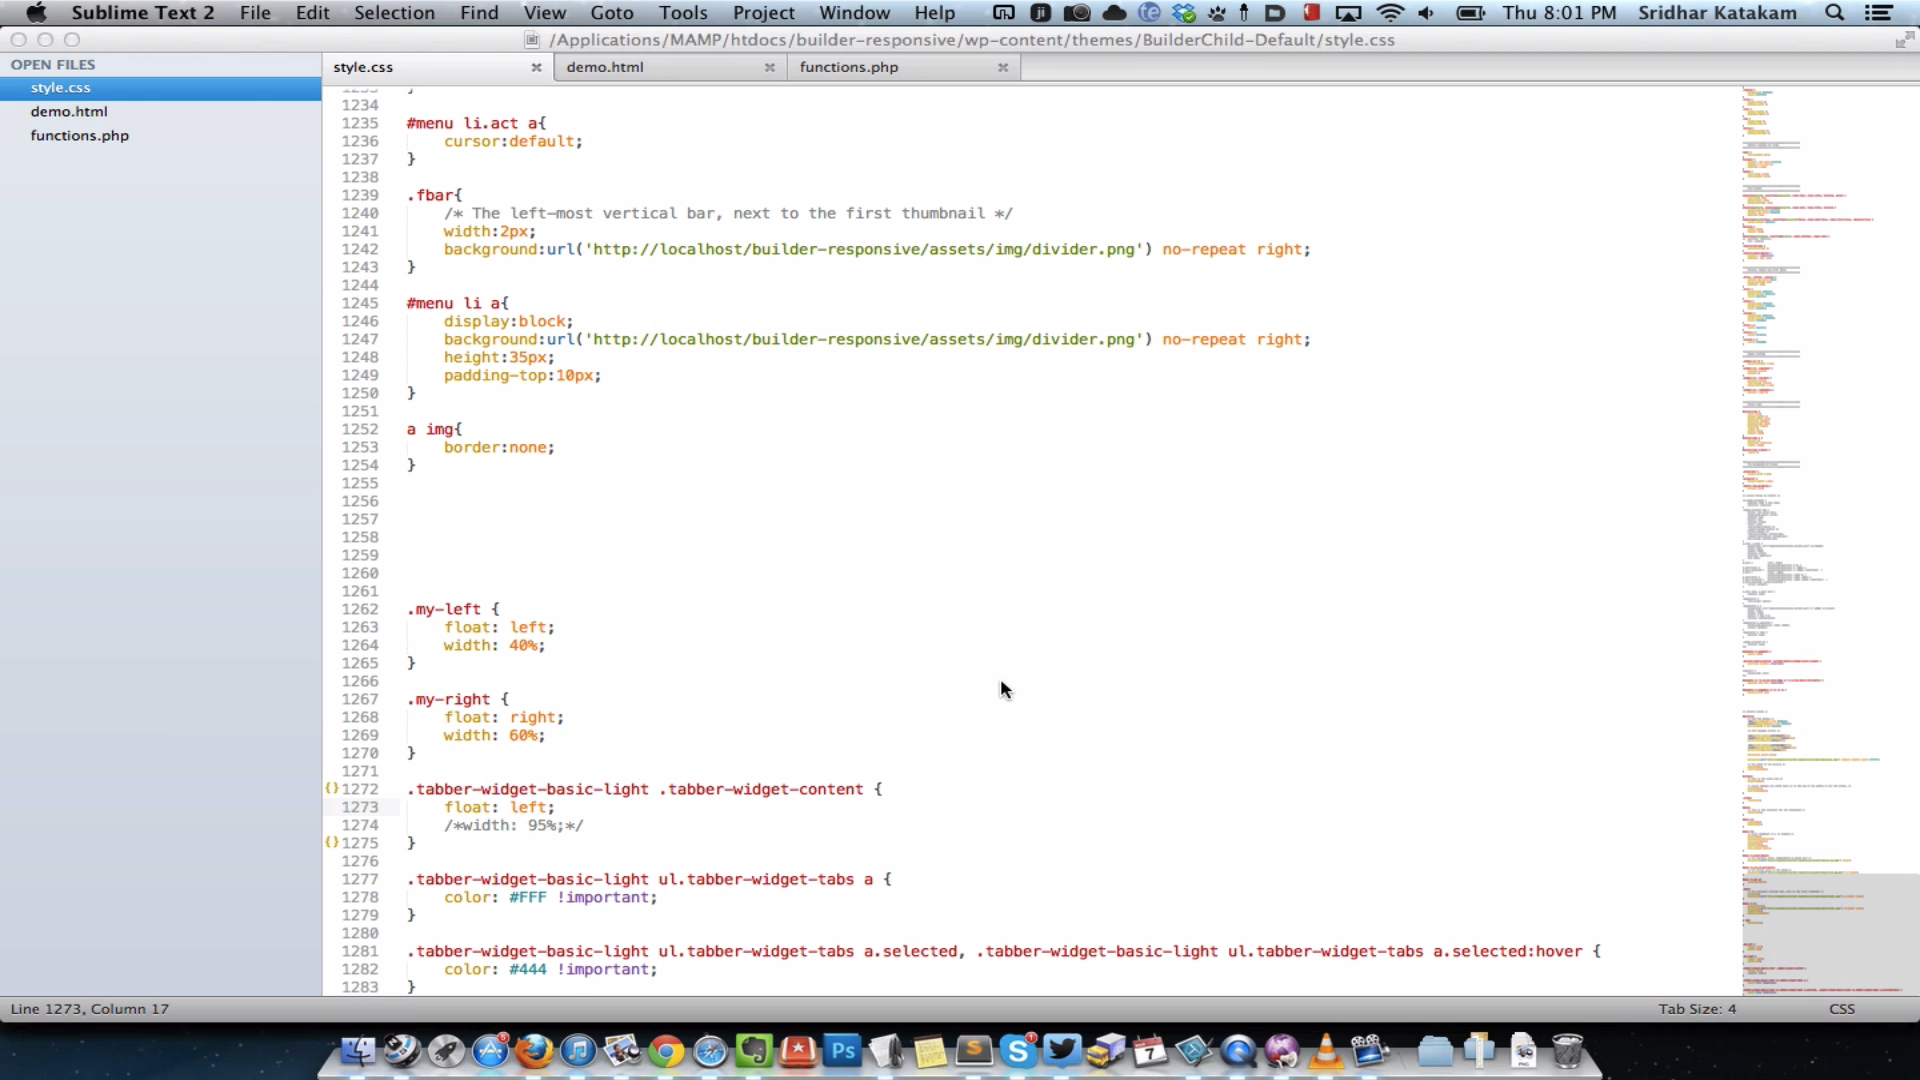 Sublime Text 2 File Edit Selection Find View Goto Tools Project Window Help Thu 8:01 PM Sridhar Katakam
/Applications/MAMP/htdocs/builder-responsive/wp-content/themes/BuilderChild-Default/style.css
OPEN FILES
style.css
demo.html
functions.php
style.css demo.html functions.php
1234
1235 #menu li.act a{
1236 cursor:default;
1237 }
1238
1239 .fbar{
1240 /* The left-most vertical bar, next to the first thumbnail */
1241 width:2px;
1242 background:url('http://localhost/builder-responsive/assets/img/divider.png') no-repeat right;
1243 }
1244
1245 #menu li a{
1246 display:block;
1247 background:url('http://localhost/builder-responsive/assets/img/divider.png') no-repeat right;
1248 height:35px;
1249 padding-top:10px;
1250 }
1251
1252 a img{
1253 border:none;
1254 }
1255
1256
1257
1258
1259
1260
1261
1262 .my-left {
1263 float: left;
1264 width: 40%;
1265 }
1266
1267 .my-right {
1268 float: right;
1269 width: 60%;
1270 }
1271
1272 .tabber-widget-basic-light .tabber-widget-content {
1273 float: left;
1274 /*width: 95%;*/
1275 }
1276
1277 .tabber-widget-basic-light ul.tabber-widget-tabs a {
1278 color: #FFF !important;
1279 }
1280
1281 .tabber-widget-basic-light ul.tabber-widget-tabs a.selected, .tabber-widget-basic-light ul.tabber-widget-tabs a.selected:hover {
1282 color: #444 !important;
1283 }
Line 1273, Column 17 Tab Size: 4 CSS
Ps
7